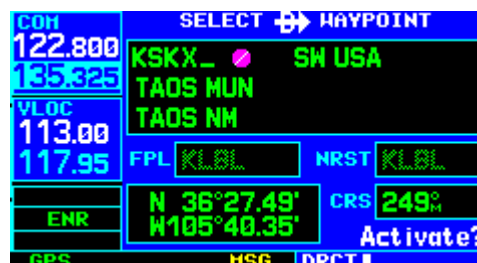 COM
122.800
135.325
VLOC
113.00
117.95
ENR
GPS
SELECT D WAYPOINT
KSKX_ SW USA
TAOS MUN
TAOS NM
FPL KLBL NRST KLBL
N 36°27.49'
W105°40.35'
CRS 249°M
Activate?
MSG DRCT